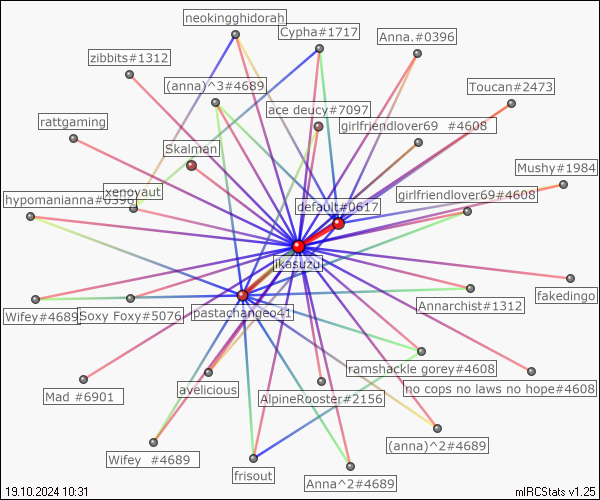 neokingghidorah
Cypha#1717
Anna.#0396
zibbits#1312
(anna)^3#4689
Toucan#2473
ace deucy#7097
rattgaming
girlfriendlover69 #4608
Skalman
Mushy#1984
xenoyaut
hypomanianna#0396
girlfriendlover69#4608
default#0617
ikasuzu
fakedingo
Wifey#4689
Soxy Foxy#5076
pastachangeo41
Annarchist#1312
ramshackle gorey#4608
no cops no laws no hope#4608
Mad #6901
avelicious
AlpineRooster#2156
(anna)^2#4689
Wifey #4689
frisout
Anna^2#4689
19.10.2024 10:31
mIRCStats v1.25